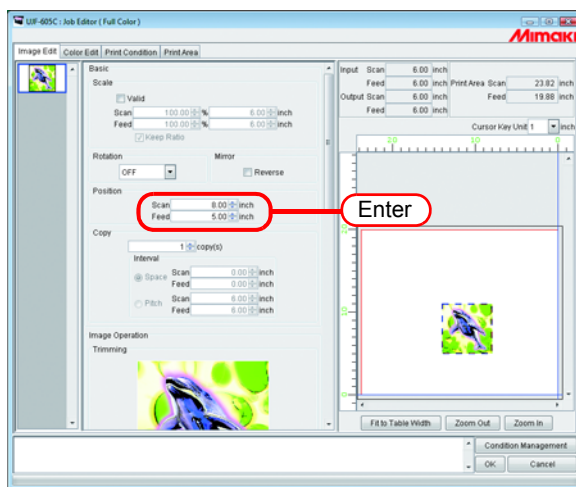 UJF-605C : Job Editor ( Full Color )
Mimaki
Image Edit Color Edit Print Condition Print Area
Basic
Scale
Valid
Scan 100.00 % 6.00 inch
Feed 100.00 % 6.00 inch
Keep Ratio
Rotation Mirror
OFF Reverse
Position
Scan 8.00 inch
Feed 5.00 inch
Copy
1 copy(s)
Interval
Space Scan 0.00 inch
Feed 0.00 inch
Pitch Scan 6.00 inch
Feed 6.00 inch
Image Operation
Trimming
Enter
Input Scan 6.00 inch
Feed 6.00 inch Print Area Scan 23.82 inch
Output Scan 6.00 inch Feed 19.88 inch
Feed 6.00 inch
Cursor Key Unit 1 inch
20 10 0
20
10
0
Fit to Table Width Zoom Out Zoom In
Condition Management
OK Cancel